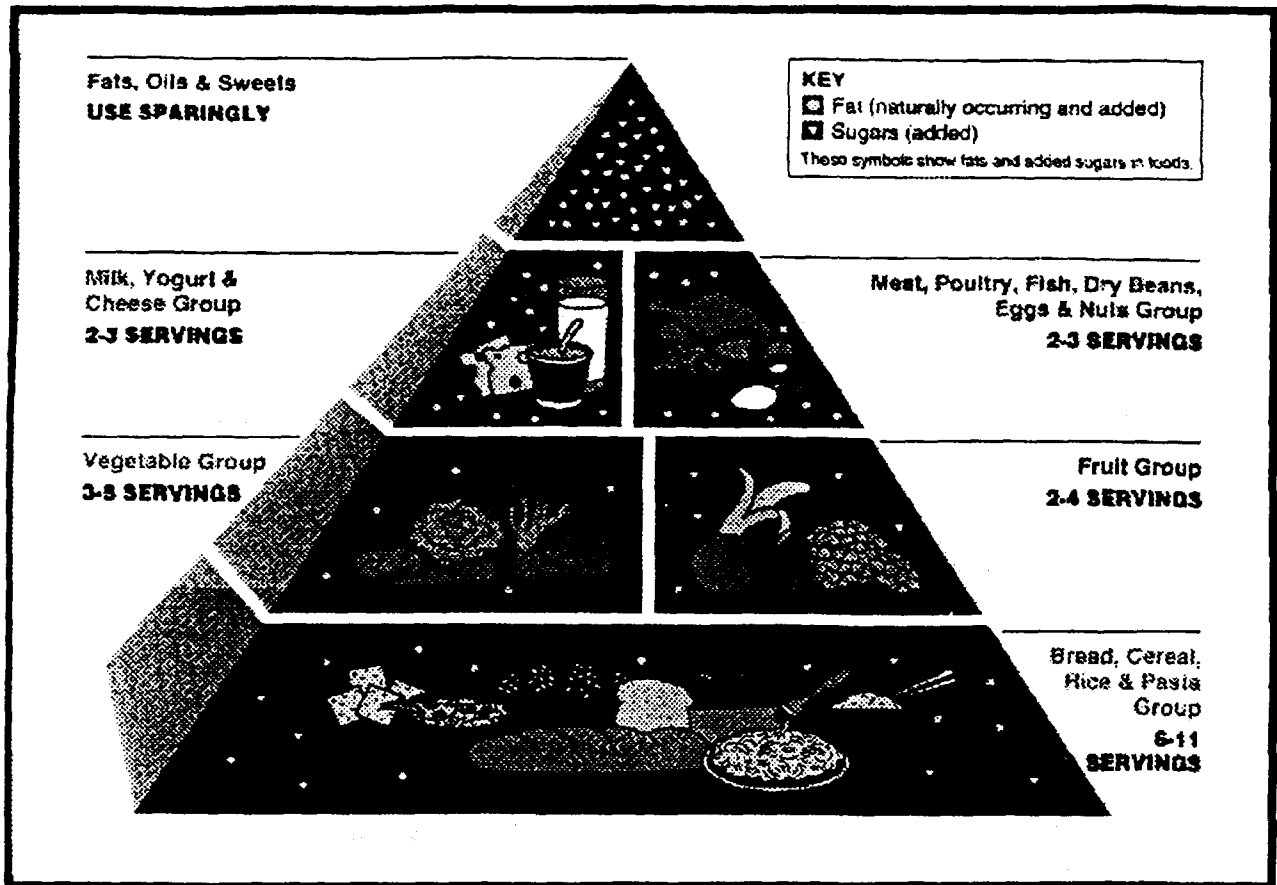 Fats, Oils & Sweets
USE SPARINGLY
KEY
Fat (naturally occurring and added)
Sugars (added)
These symbols show fats and added sugars in foods.
Milk, Yogurt &
Cheese Group
2-3 SERVINGS
Meat, Poultry, Fish, Dry Beans,
Eggs & Nuts Group
2-3 SERVINGS
Vegetable Group
3-5 SERVINGS
Fruit Group
2-4 SERVINGS
Bread, Cereal,
Rice & Pasta
Group
6-11
SERVINGS